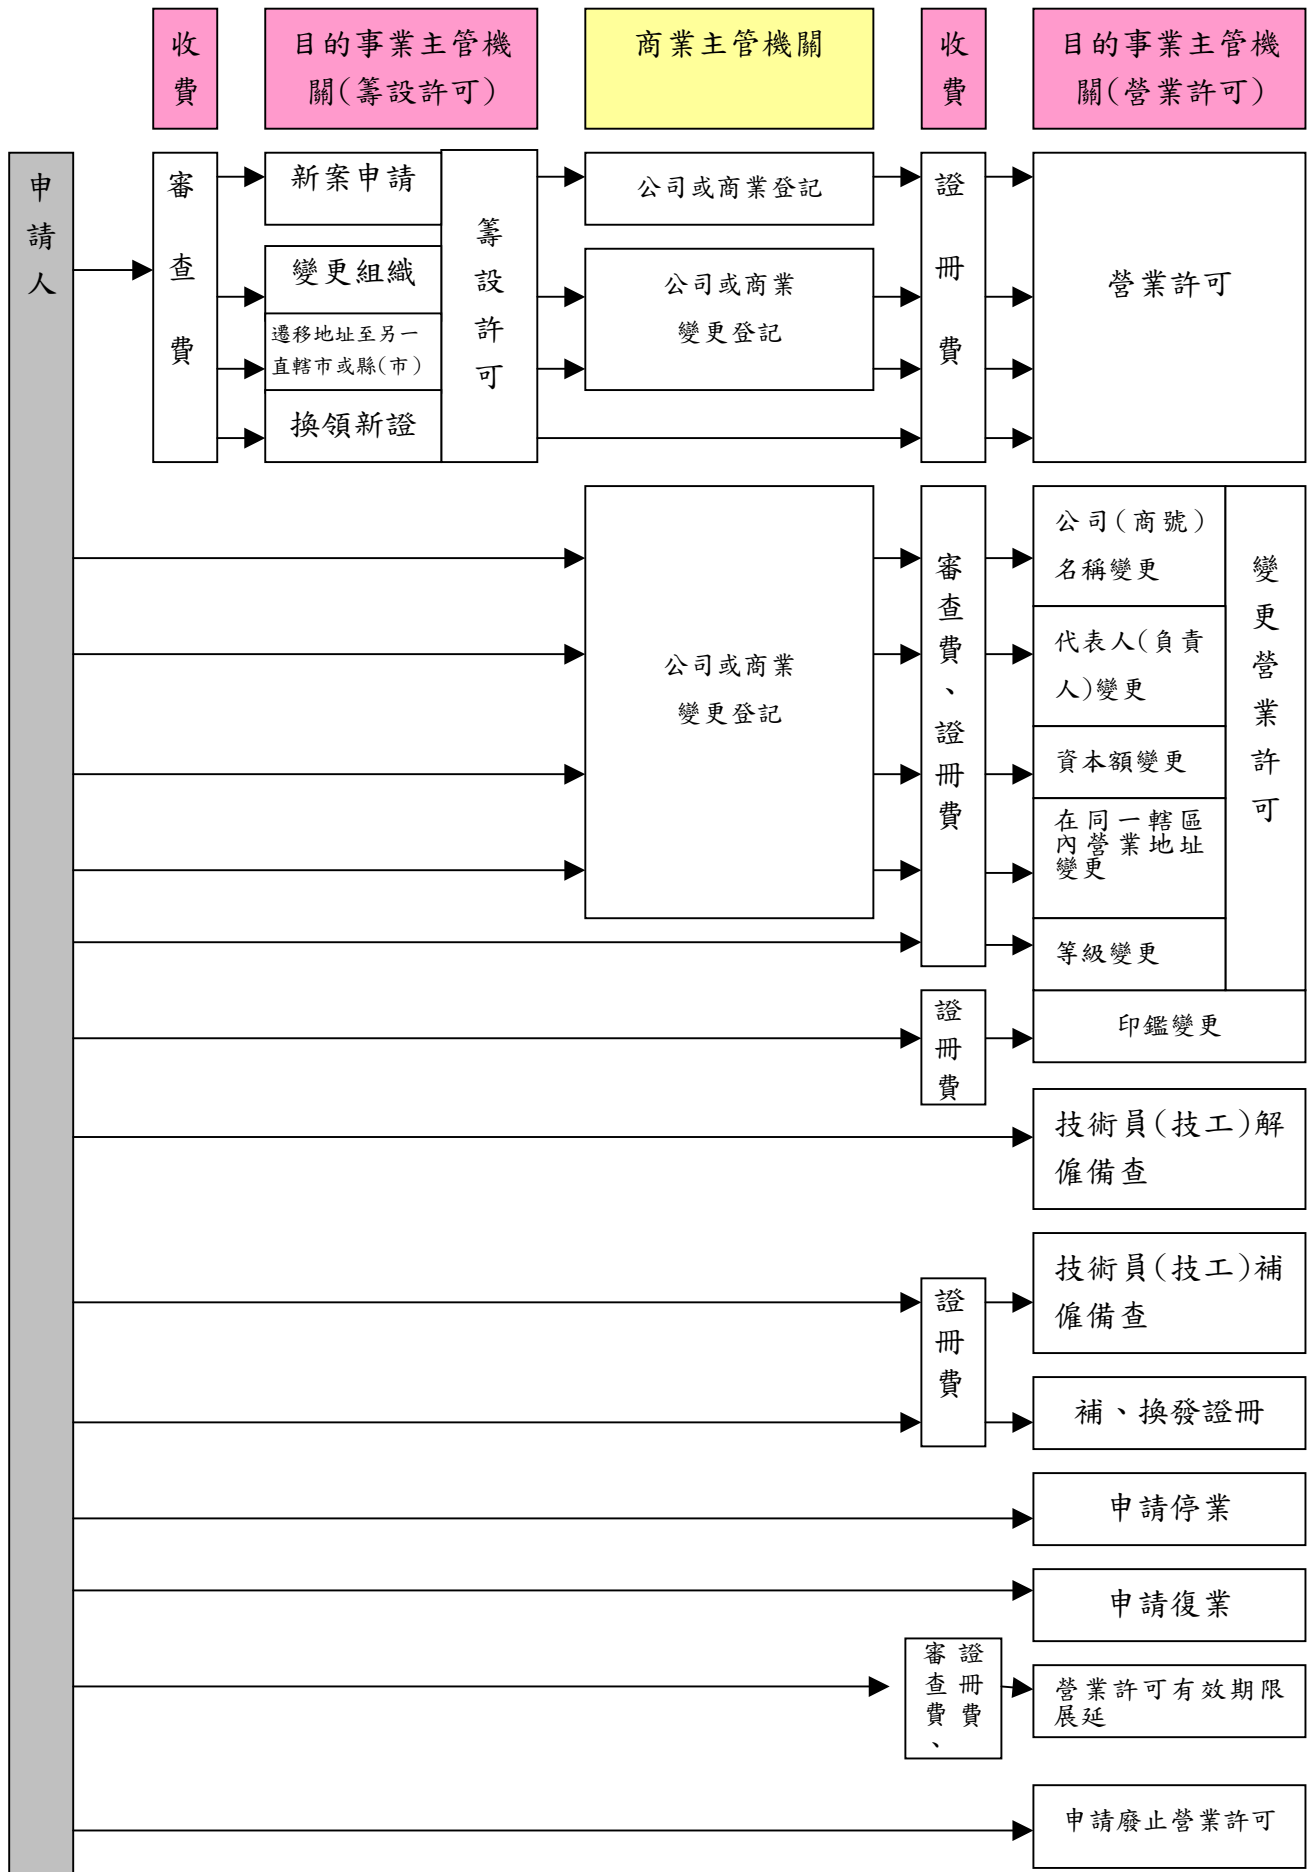 收費
目的事業主管機
關(籌設許可)
商業主管機關
收費
目的事業主管機
關(營業許可)
申請人
審查費
新案申請
變更組織
遷移地址至另一
直轄市或縣(市)
換領新證
籌設許可
公司或商業登記
公司或商業
變更登記
證冊費
營業許可
公司或商業
變更登記
審查費、證冊費
公司(商號)
名稱變更
代表人(負責
人)變更
資本額變更
在同一轄區
內營業地址
變更
等級變更
變更營業許可
證冊費
印鑑變更
技術員(技工)解
僱備查
證冊費
技術員(技工)補
僱備查
補、換發證冊
申請停業
申請復業
審查費、
證冊費
營業許可有效期限
展延
申請廢止營業許可